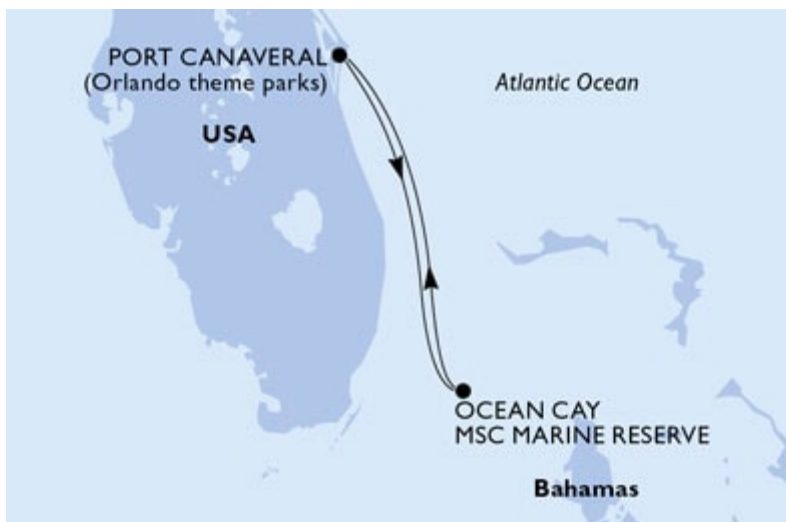 PORT CANAVERAL
(Orlando theme parks)
USA
Atlantic Ocean
OCEAN CAY
MSC MARINE RESERVE
Bahamas